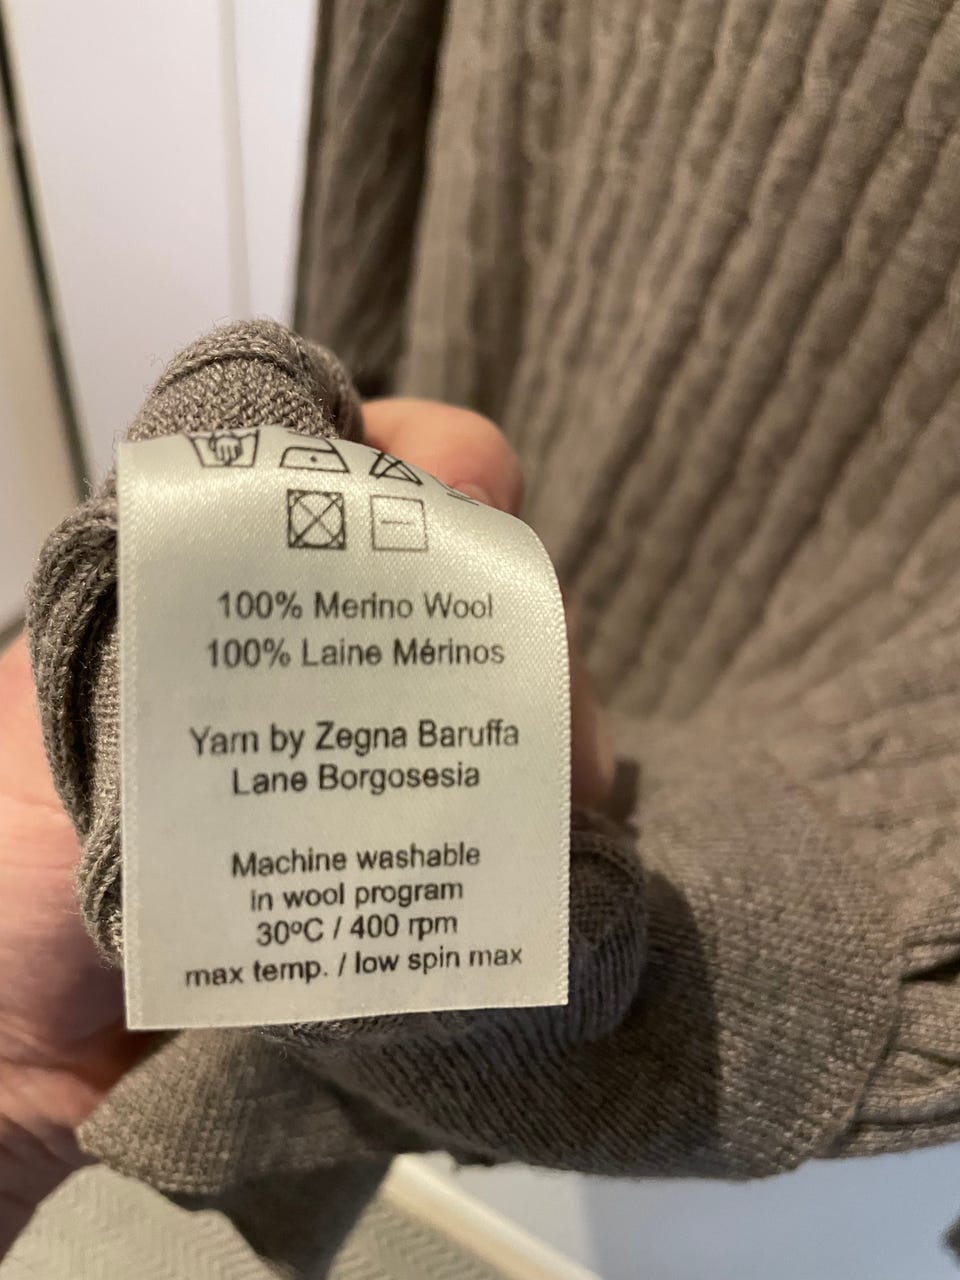 100% Merino Wool
100% Laine Mérinos
Yarn by Zegna Baruffa
Lane Borgosesia
Machine washable
in wool program
30ºC / 400 rpm
max temp. / low spin max